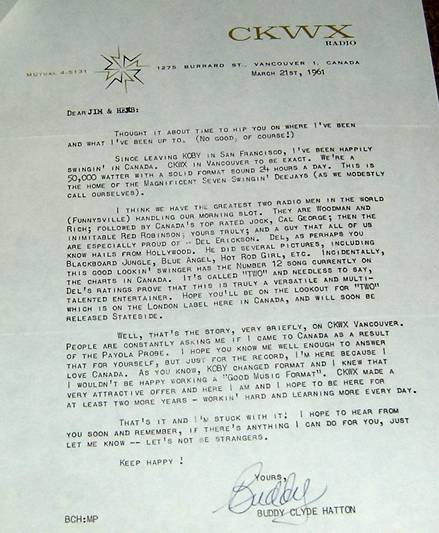 CKWX
RADIO
MUTUAL 4-5131
1275 BURRARD ST., VANCOUVER 1, CANADA
MARCH 21ST, 1961
DEAR JIM & HERB:
THOUGHT IT ABOUT TIME TO HIP YOU ON WHERE I'VE BEEN
AND WHAT I'VE BEEN UP TO. (NO GOOD, OF COURSE!)
SINCE LEAVING KOBY IN SAN FRANCISCO, I'VE BEEN HAPPILY
SWINGIN' IN CANADA. CKWX IN VANCOUVER TO BE EXACT. WE'RE A
50,000 WATTER WITH A SOLID FORMAT SOUND 24 HOURS A DAY. THIS IS
THE HOME OF THE MAGNIFICENT SEVEN SWINGIN' DEEJAYS (AS WE MODESTLY
CALL OURSELVES).
I THINK WE HAVE THE GREATEST TWO RADIO MEN IN THE WORLD
(FUNNYSVILLE) HANDLING OUR MORNING SLOT. THEY ARE WOODMAN AND
RICH; FOLLOWED BY CANADA'S TOP RATED JOCK, CAL GEORGE; THEN THE
INIMITABLE RED ROBINSON; YOURS TRULY; AND A GUY THAT ALL OF US
ARE ESPECIALLY PROUD OF -- DEL ERICKSON. DEL, AS PERHAPS YOU
KNOW HAILS FROM HOLLYWOOD. HE DID SEVERAL PICTURES, INCLUDING
BLACKBOARD JUNGLE, BLUE ANGEL, HOT ROD GIRL, ETC. INCIDENTALLY,
THIS GOOD LOOKIN' SWINGER HAS THE NUMBER 12 SONG CURRENTLY ON
THE CHARTS IN CANADA. IT'S CALLED "TWO" AND NEEDLESS TO SAY,
DEL'S RATINGS PROVE THAT THIS IS TRULY A VERSATILE AND MULTI-
TALENTED ENTERTAINER. HOPE YOU'LL BE ON THE LOOKOUT FOR "TWO"
WHICH IS ON THE LONDON LABEL HERE IN CANADA, AND WILL SOON BE
RELEASED STATESIDE.
WELL, THAT'S THE STORY, VERY BRIEFLY, ON CKWX VANCOUVER.
PEOPLE ARE CONSTANTLY ASKING ME IF I CAME TO CANADA AS A RESULT
OF THE PAYOLA PROBE. I HOPE YOU KNOW ME WELL ENOUGH TO ANSWER
THAT FOR YOURSELF, BUT JUST FOR THE RECORD, I'M HERE BECAUSE I
LOVE CANADA. AS YOU KNOW, KOBY CHANGED FORMAT AND I KNEW THAT
I WOULDN'T BE HAPPY WORKING A "GOOD MUSIC FORMAT". CKWX MADE A
VERY ATTRACTIVE OFFER AND HERE I AM AND I HOPE TO BE HERE FOR
AT LEAST TWO MORE YEARS - WORKIN' HARD AND LEARNING MORE EVERY DAY.
THAT'S IT AND I'M STUCK WITH IT! I HOPE TO HEAR FROM
YOU SOON AND REMEMBER, IF THERE'S ANYTHING I CAN DO FOR YOU, JUST
LET ME KNOW -- LET'S NOT BE STRANGERS.
KEEP HAPPY!
YOURS,
Buddy
BUDDY CLYDE HATTON
BCH:MP